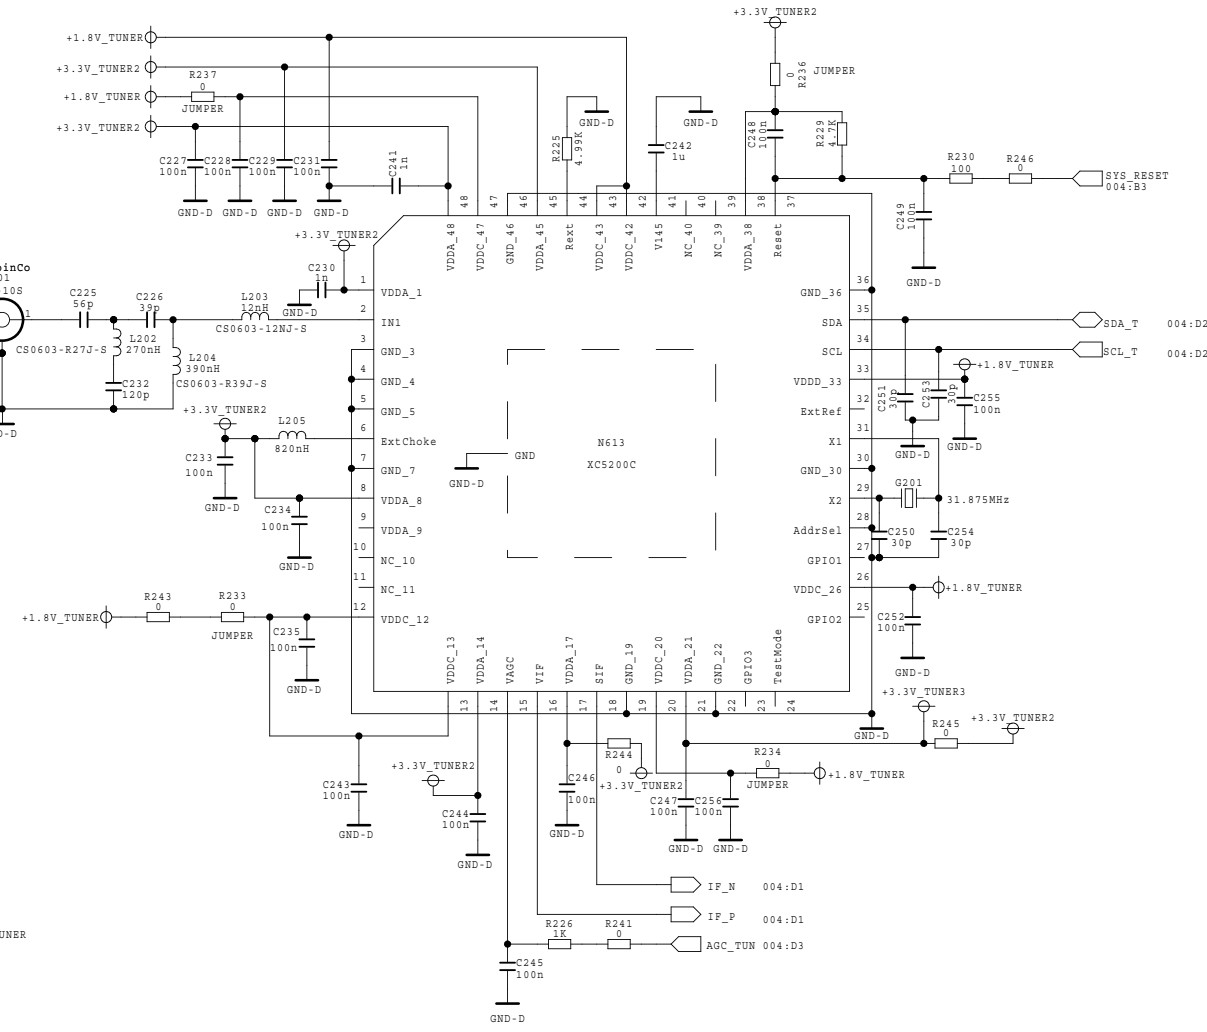 +3.3V_TUNER2
+1.8V_TUNER
+3.3V_TUNER2
R237
0
JUMPER
+1.8V_TUNER
+3.3V_TUNER2
0
R236
JUMPER
GND-D
GND-D
R225
4.99K
C242
1u
C248
100n
R229
4.7K
C227
100n
C228
100n
C229
100n
C231
100n
C241
1n
R230
100
R246
0
SYS_RESET
004:B3
GND-D
GND-D
GND-D
GND-D
C249
100n
GND-D
48
47
46
45
44
43
42
41
40
39
38
37
VDDA_48
VDDC_47
GND_46
VDDA_45
Rext
VDDC_43
VDDC_42
V145
NC_40
NC_39
VDDA_38
Reset
+3.3V_TUNER2
C230
1n
GND-D
inCo
01
10S
1
C225
56p
C226
39p
L203
12nH
CS0603-12NJ-S
L202
270nH
CS0603-R27J-S
L204
390nH
CS0603-R39J-S
C232
120p
-D
+3.3V_TUNER2
L205
820nH
C233
100n
GND-D
C234
100n
GND-D
1
VDDA_1
2
IN1
3
GND_3
4
GND_4
5
GND_5
6
ExtChoke
7
GND_7
8
VDDA_8
9
VDDA_9
10
NC_10
11
NC_11
12
VDDC_12
GND
GND-D
N613
XC5200C
36
GND_36
35
SDA
34
SCL
33
VDDD_33
32
ExtRef
31
X1
30
GND_30
29
X2
28
AddrSel
27
GPIO1
26
VDDC_26
25
GPIO2
SDA_T
004:D2
SCL_T
004:D2
+1.8V_TUNER
C251
30p
C253
30p
C255
100n
GND-D
GND-D
G201
31.875MHz
C250
30p
C254
30p
+1.8V_TUNER
C252
100n
GND-D
+1.8V_TUNER
R243
0
R233
0
JUMPER
C235
100n
GND-D
VDDC_13
VDDA_14
VAGC
VIF
VDDA_17
SIF
GND_19
VDDC_20
VDDA_21
GND_22
GPIO3
TestMode
13
14
15
16
17
18
19
20
21
22
23
24
GND-D
+3.3V_TUNER3
R245
0
+3.3V_TUNER2
C243
100n
GND-D
+3.3V_TUNER2
C244
100n
GND-D
R244
0
+3.3V_TUNER2
C246
100n
GND-D
R234
0
JUMPER
+1.8V_TUNER
C247
100n
C256
100n
GND-D
GND-D
IF_N
004:D1
IF_P
004:D1
R226
1K
R241
0
AGC_TUN
004:D3
C245
100n
GND-D
UNER